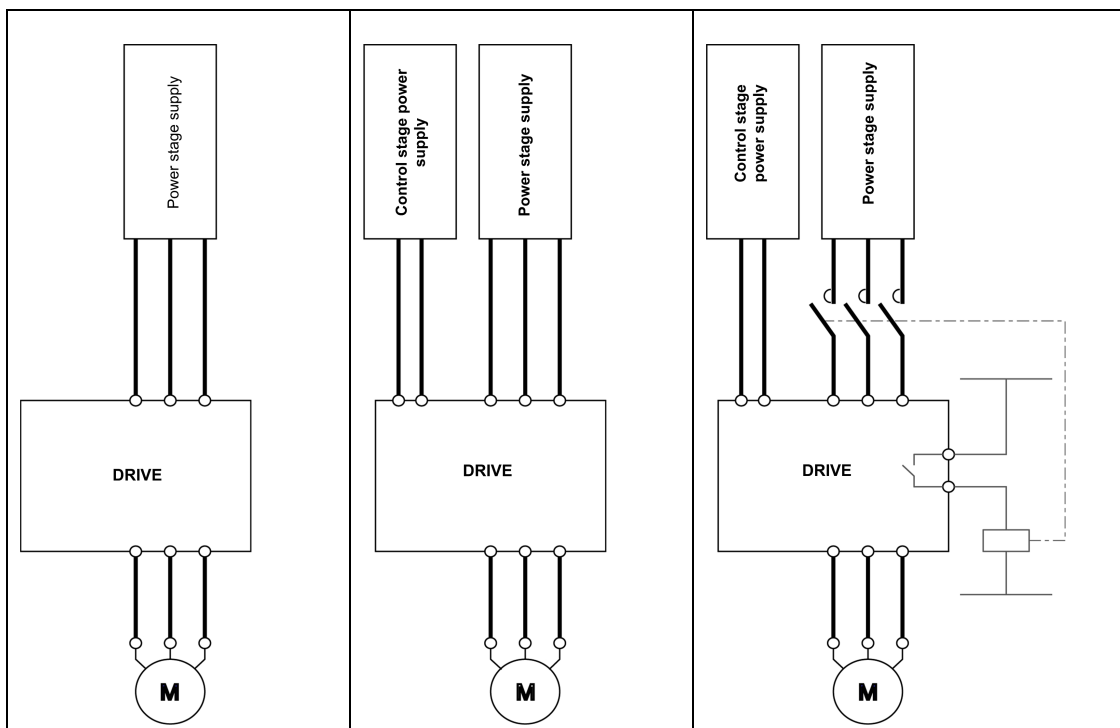 Power stage supply
DRIVE
M
Control stage power
supply
Power stage supply
DRIVE
M
Control stage
power supply
Power stage supply
DRIVE
M